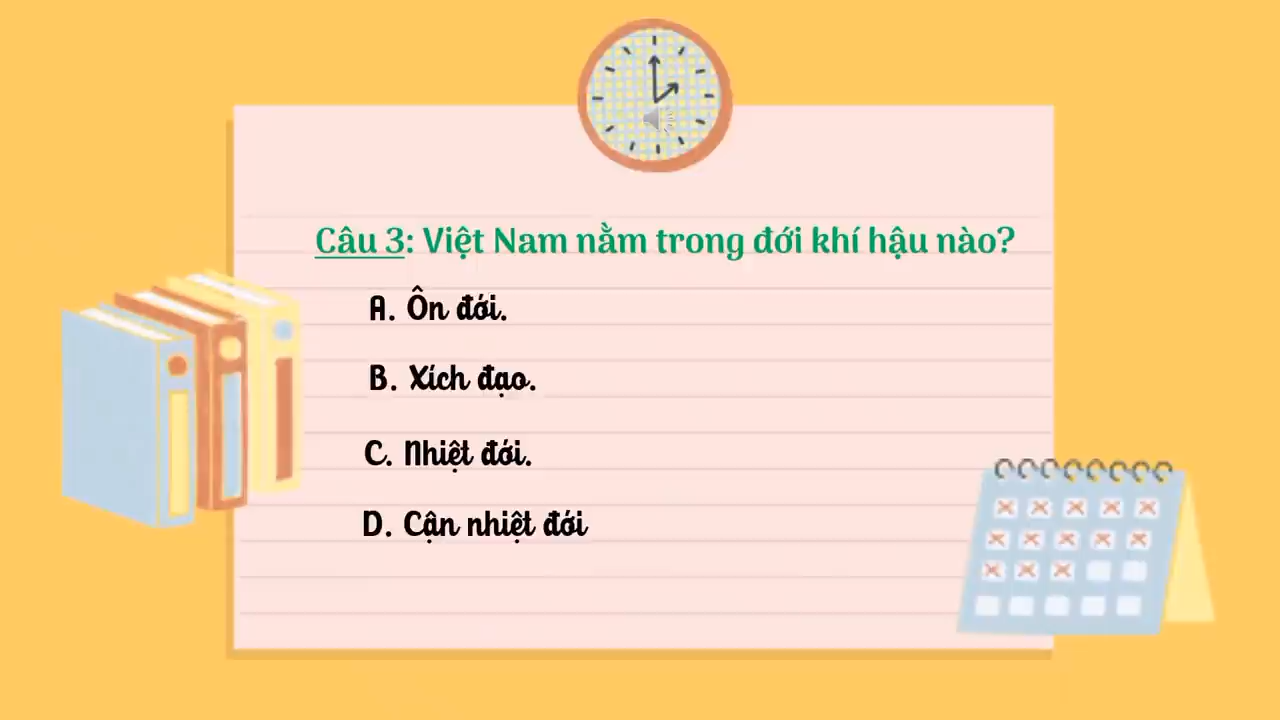 Câu 3: Việt Nam nằm trong đới khí hậu nào?
A. Ôn đới.
B. Xích đạo.
C. Nhiệt đới.
D. Cận nhiệt đới